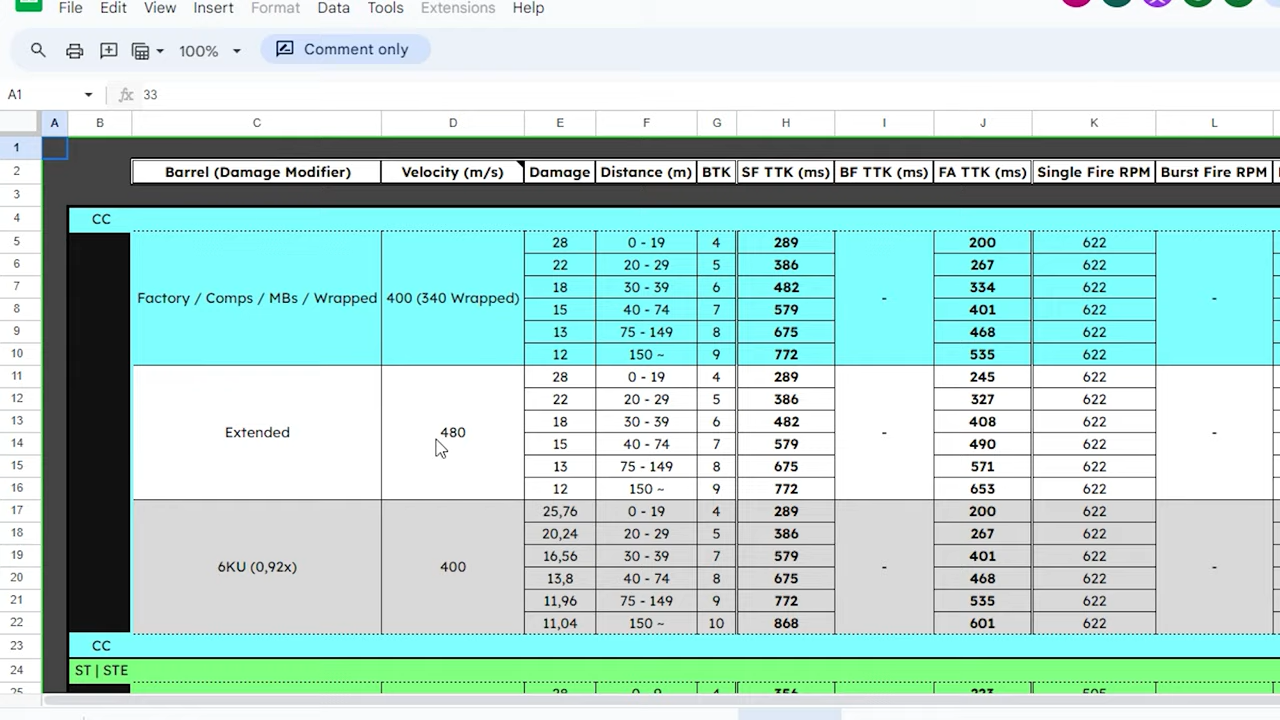 File Edit View Insert Format Data Tools Extensions Help
100% Comment only
A1 fx 33
A B C D E F G H I J K L
1
2 Barrel (Damage Modifier) Velocity (m/s) Damage Distance (m) BTK SF TTK (ms) BF TTK (ms) FA TTK (ms) Single Fire RPM Burst Fire RPM
3
4 CC
5 28 0 - 19 4 289 200 622
6 22 20 - 29 5 386 267 622
7 18 30 - 39 6 482 334 622
Factory / Comps / MBs / Wrapped 400 (340 Wrapped) - -
8 15 40 - 74 7 579 401 622
9 13 75 - 149 8 675 468 622
10 12 150 ~ 9 772 535 622
11 28 0 - 19 4 289 245 622
12 22 20 - 29 5 386 327 622
13 18 30 - 39 6 482 408 622
Extended 480 - -
14 15 40 - 74 7 579 490 622
15 13 75 - 149 8 675 571 622
16 12 150 ~ 9 772 653 622
17 25,76 0 - 19 4 289 200 622
18 20,24 20 - 29 5 386 267 622
19 16,56 30 - 39 7 579 401 622
6KU (0,92x) 400 - -
20 13,8 40 - 74 8 675 468 622
21 11,96 75 - 149 9 772 535 622
22 11,04 150 ~ 10 868 601 622
23 CC
24 ST | STE
25 28 0 - 9 4 356 223 505